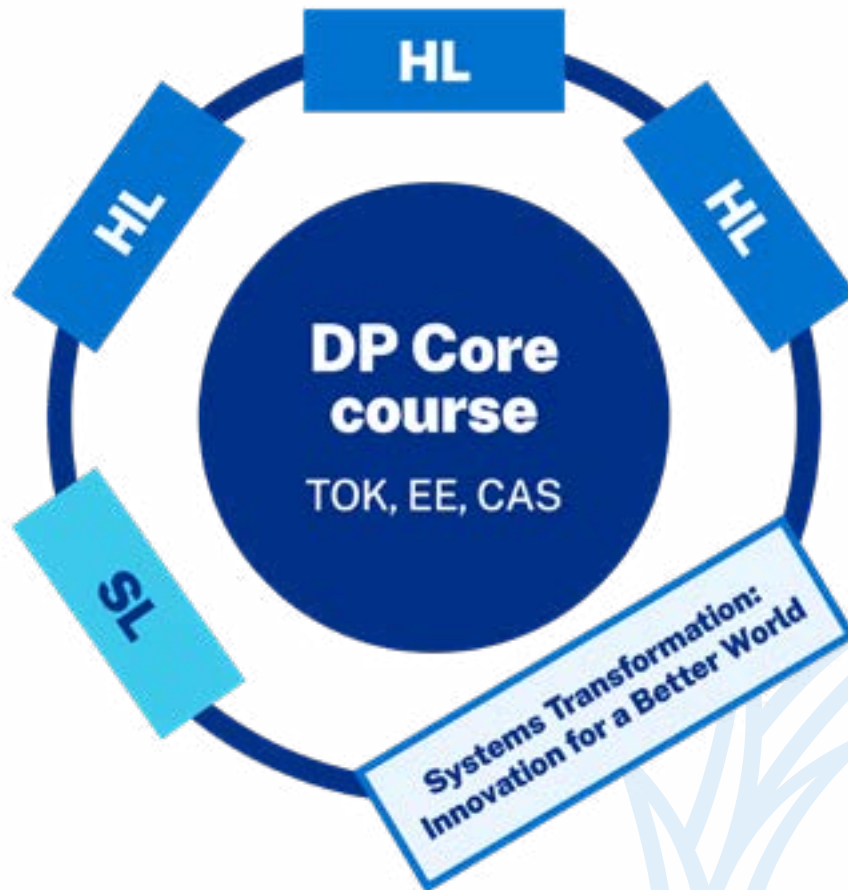 HL
HL
HL
DP Core
course
TOK, EE, CAS
SL
Systems Transformation:
Innovation for a Better World